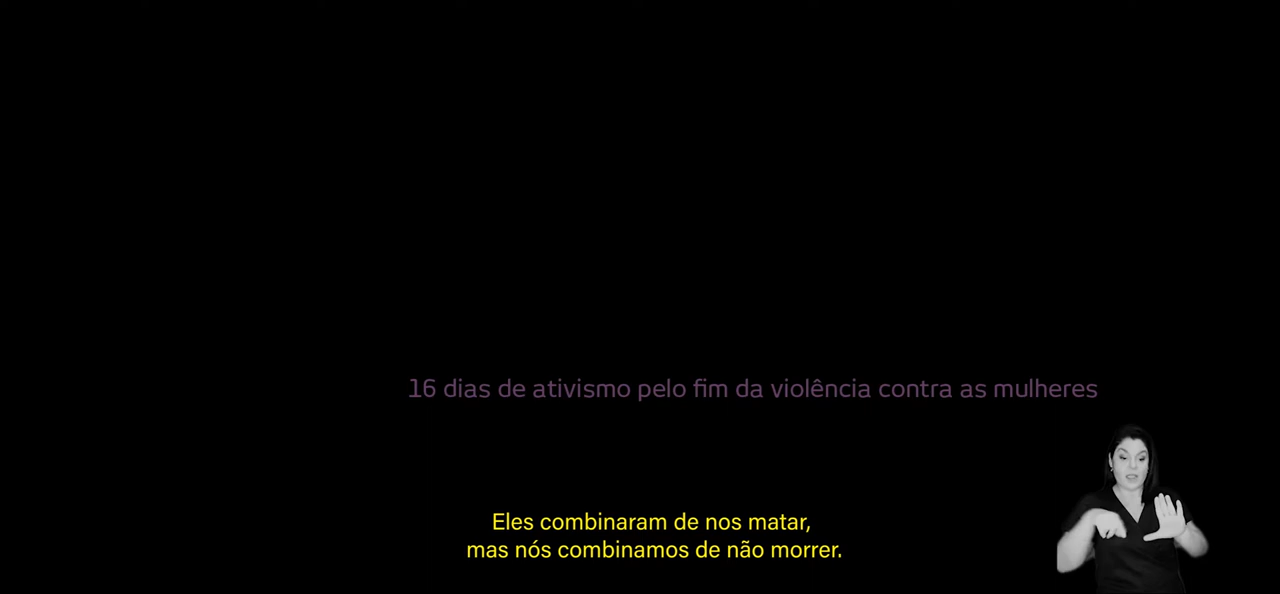 16 dias de ativismo pelo fim da violência contra as mulheres
Eles combinaram de nos matar,
mas nós combinamos de não morrer.